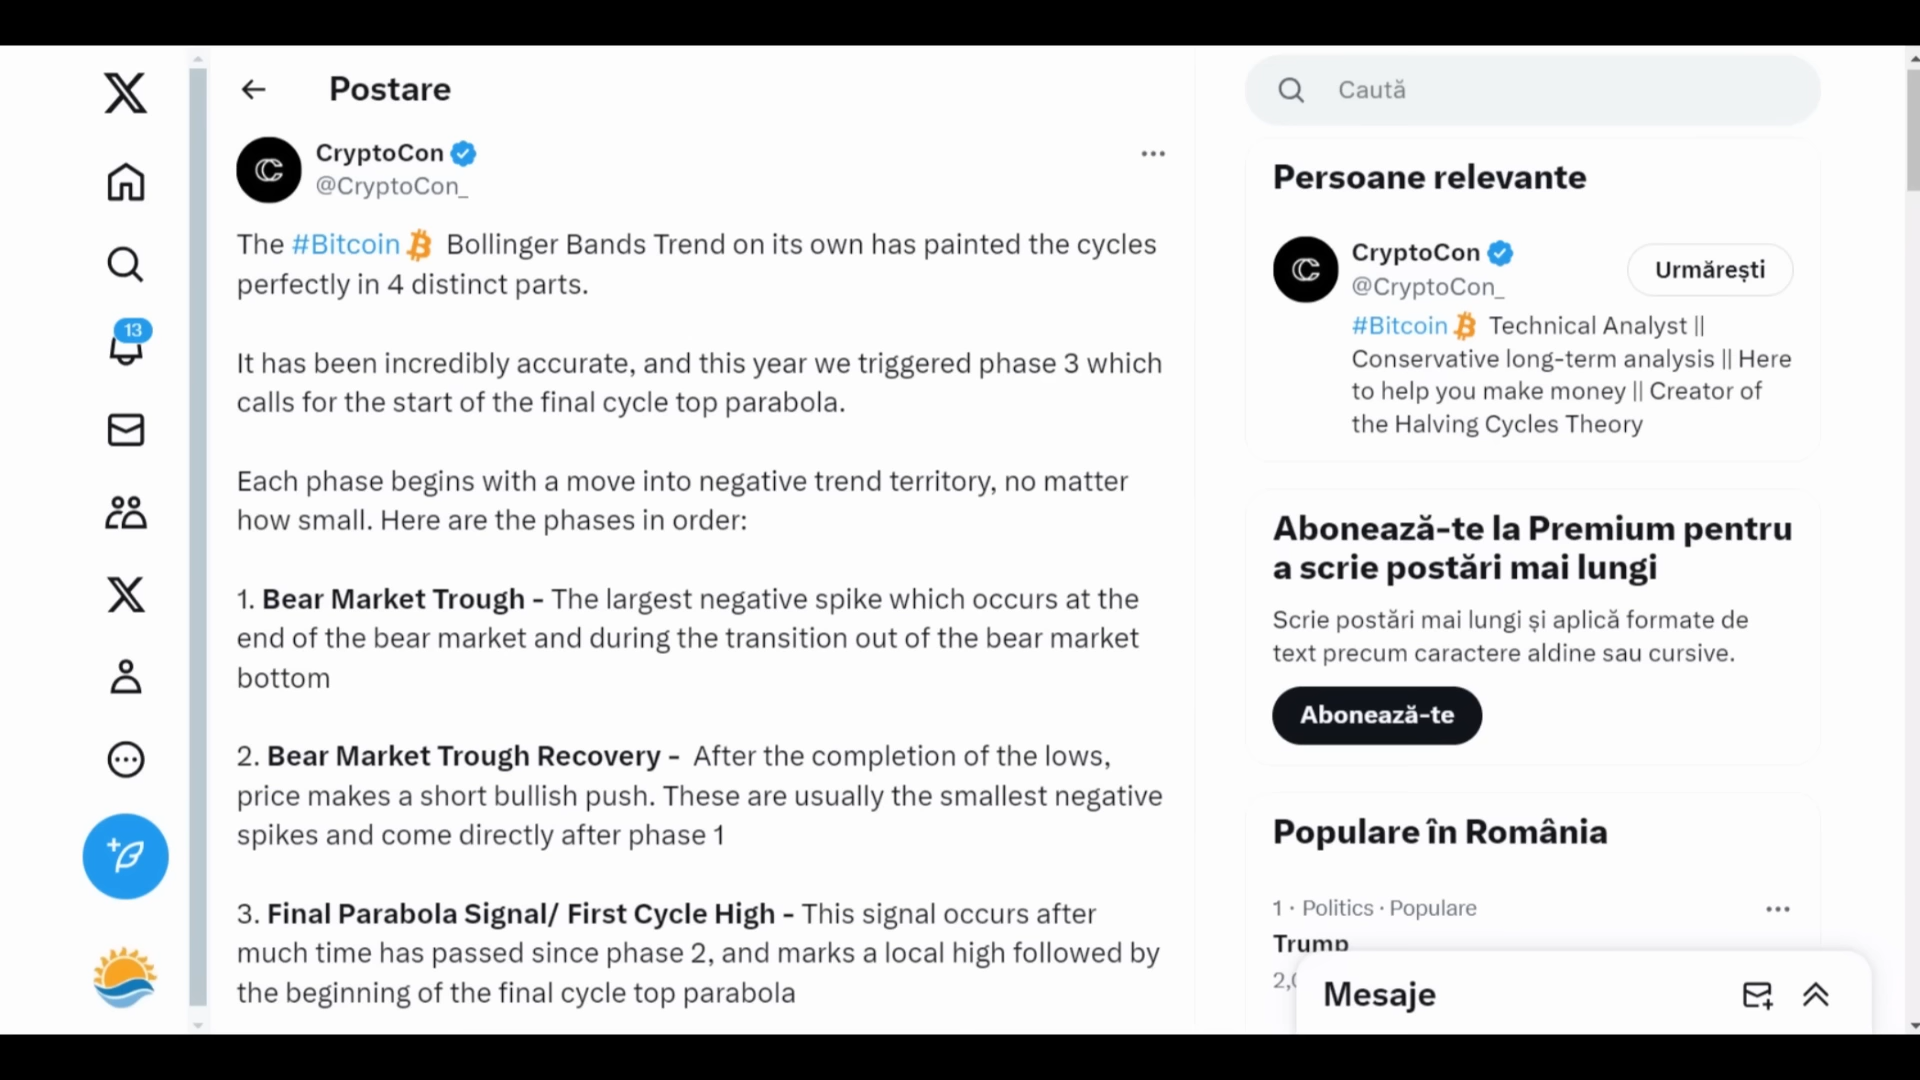 Postare
CryptoCon
@CryptoCon_
The #Bitcoin Bollinger Bands Trend on its own has painted the cycles
perfectly in 4 distinct parts.
It has been incredibly accurate, and this year we triggered phase 3 which
calls for the start of the final cycle top parabola.
Each phase begins with a move into negative trend territory, no matter
how small. Here are the phases in order:
1. Bear Market Trough - The largest negative spike which occurs at the
end of the bear market and during the transition out of the bear market
bottom
2. Bear Market Trough Recovery - After the completion of the lows,
price makes a short bullish push. These are usually the smallest negative
spikes and come directly after phase 1
3. Final Parabola Signal/ First Cycle High - This signal occurs after
much time has passed since phase 2, and marks a local high followed by
the beginning of the final cycle top parabola
13
Caută
Persoane relevante
CryptoCon
@CryptoCon_
Urmărești
#Bitcoin Technical Analyst ||
Conservative long-term analysis || Here
to help you make money || Creator of
the Halving Cycles Theory
Abonează-te la Premium pentru
a scrie postări mai lungi
Scrie postări mai lungi și aplică formate de
text precum caractere aldine sau cursive.
Abonează-te
Populare în România
1 · Politics · Populare
Trump
Mesaje